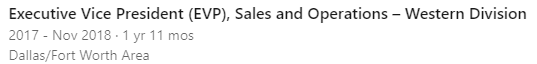 Executive Vice President (EVP), Sales and Operations – Western Division
2017 - Nov 2018 · 1 yr 11 mos
Dallas/Fort Worth Area